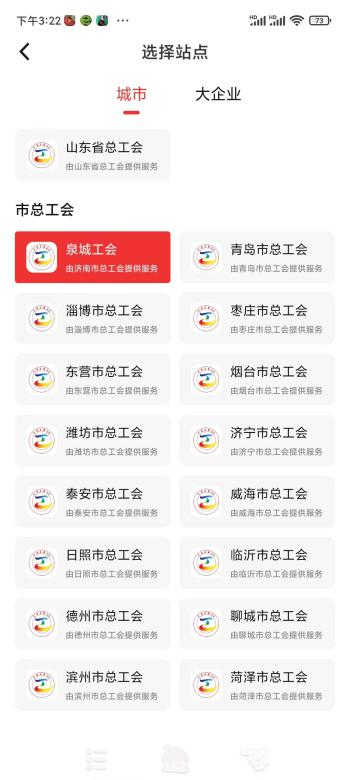 下午3:22
HD
HD
73
选择站点
城市
大企业
山东省总工会
由山东省总工会提供服务
市总工会
泉城工会
由济南市总工会提供服务
青岛市总工会
由青岛市总工会提供服务
淄博市总工会
由淄博市总工会提供服务
枣庄市总工会
由枣庄市总工会提供服务
东营市总工会
由东营市总工会提供服务
烟台市总工会
由烟台市总工会提供服务
潍坊市总工会
由潍坊市总工会提供服务
济宁市总工会
由济宁市总工会提供服务
泰安市总工会
由泰安市总工会提供服务
威海市总工会
由威海市总工会提供服务
日照市总工会
由日照市总工会提供服务
临沂市总工会
由临沂市总工会提供服务
德州市总工会
由德州市总工会提供服务
聊城市总工会
由聊城市总工会提供服务
滨州市总工会
由滨州市总工会提供服务
菏泽市总工会
由菏泽市总工会提供服务